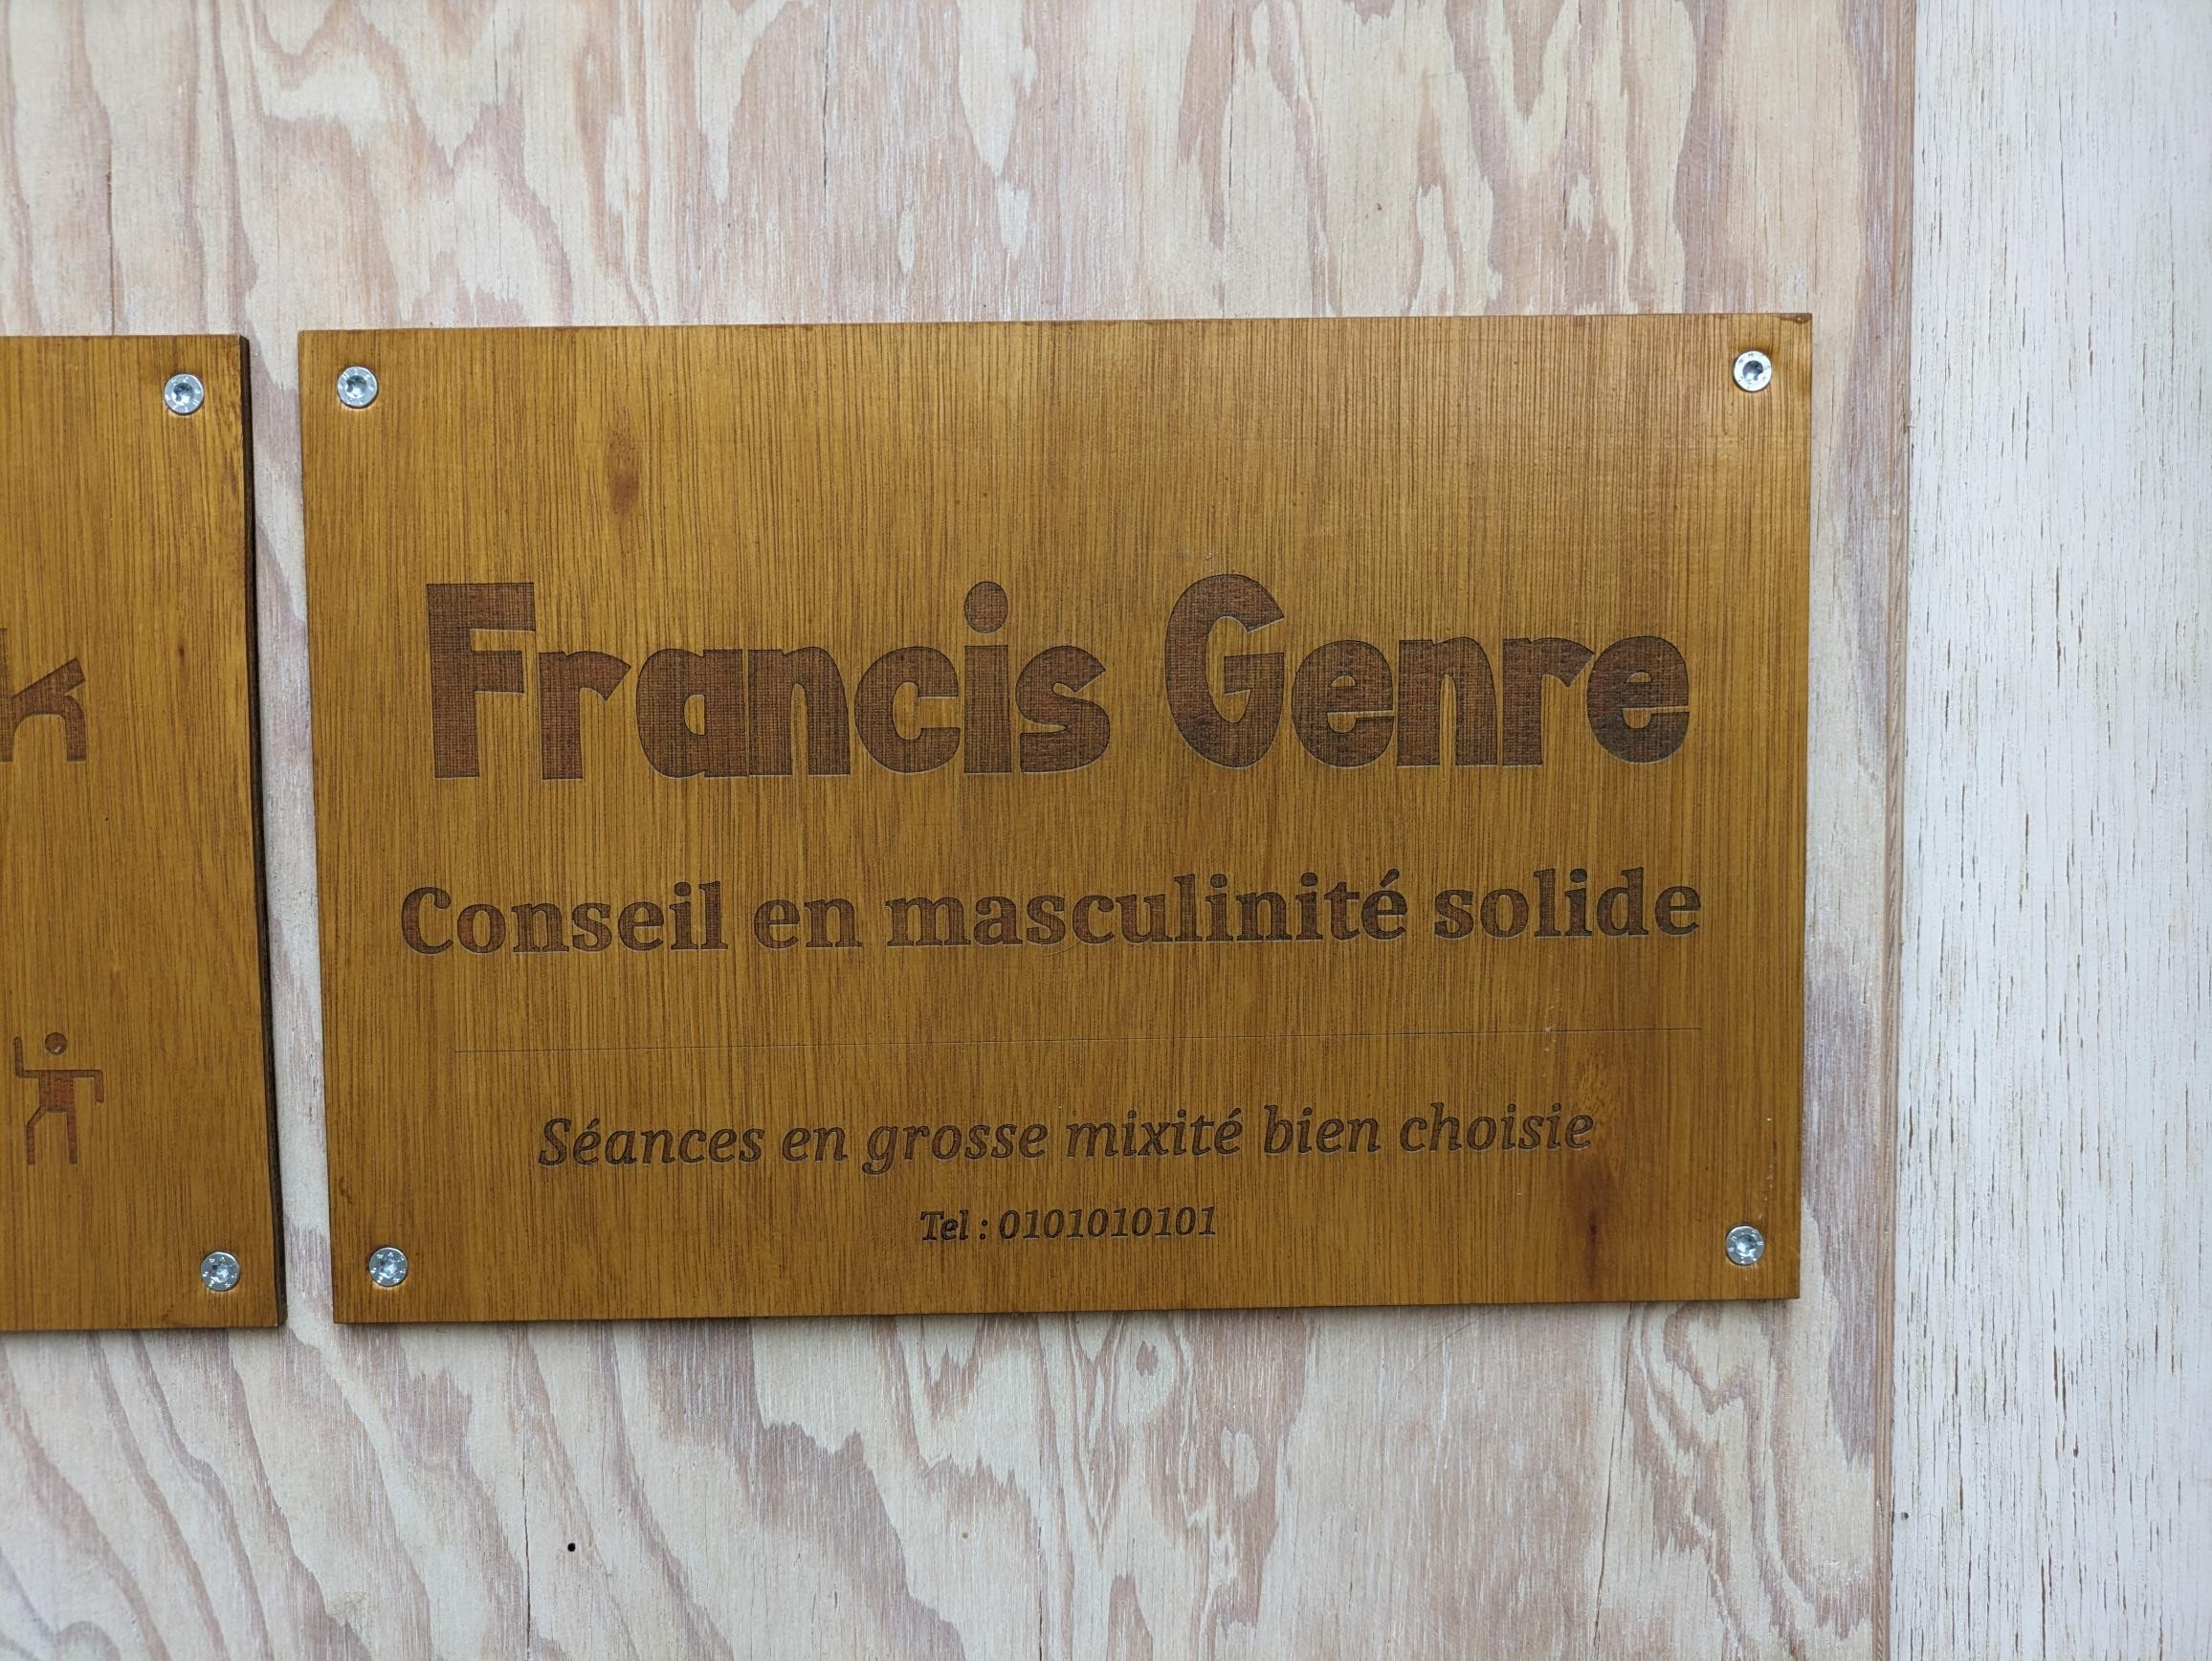 k
Francis Genre
Conseil en masculinité solide
Séances en grosse mixité bien choisie
Tel : 0101010101